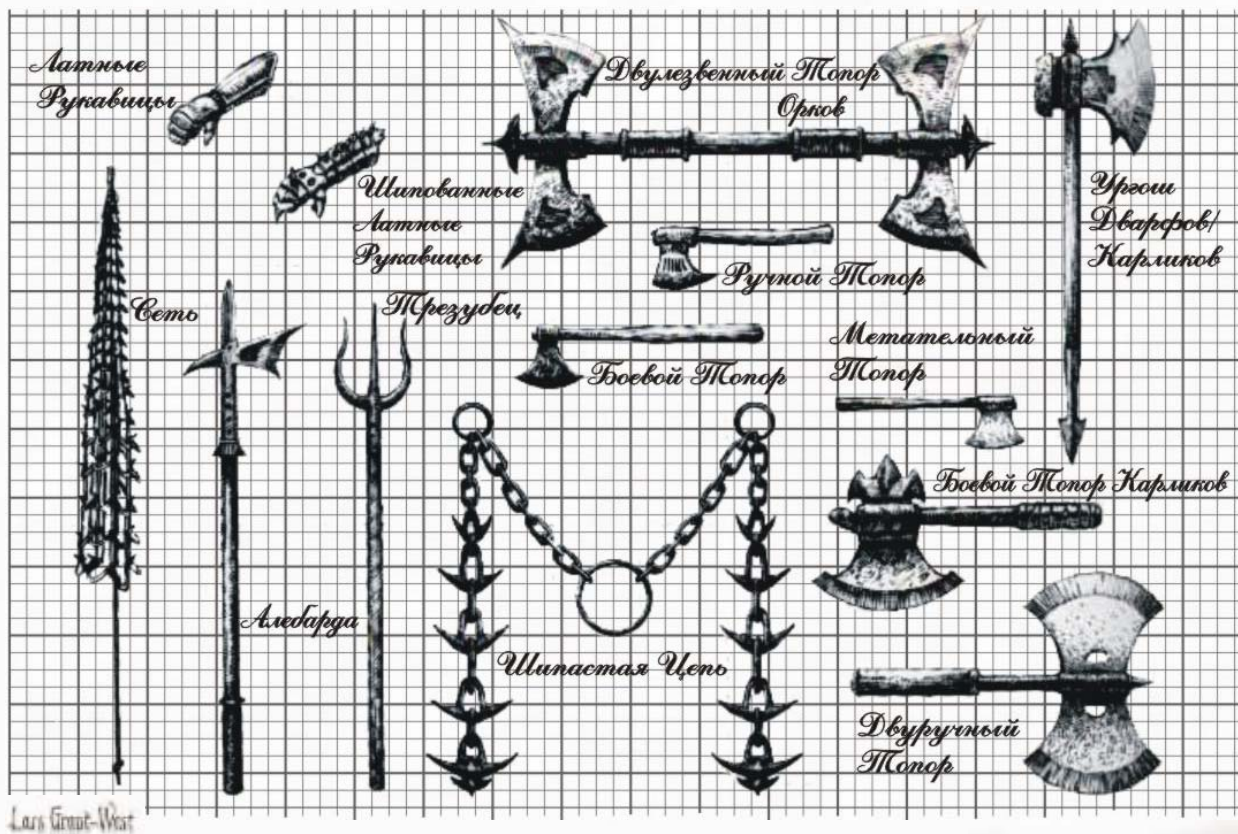 Латные
Рукавицы
Двулезвенный Топор
Орков
Шипованные
Латные
Рукавицы
Ургош
Дварфов/
Карликов
Ручной Топор
Сеть
Трезубец
Метательный
Топор
Боевой Топор
Боевой Топор Карликов
Алебарда
Шипастая Цепь
Двуручный
Топор
Lars Grant-West